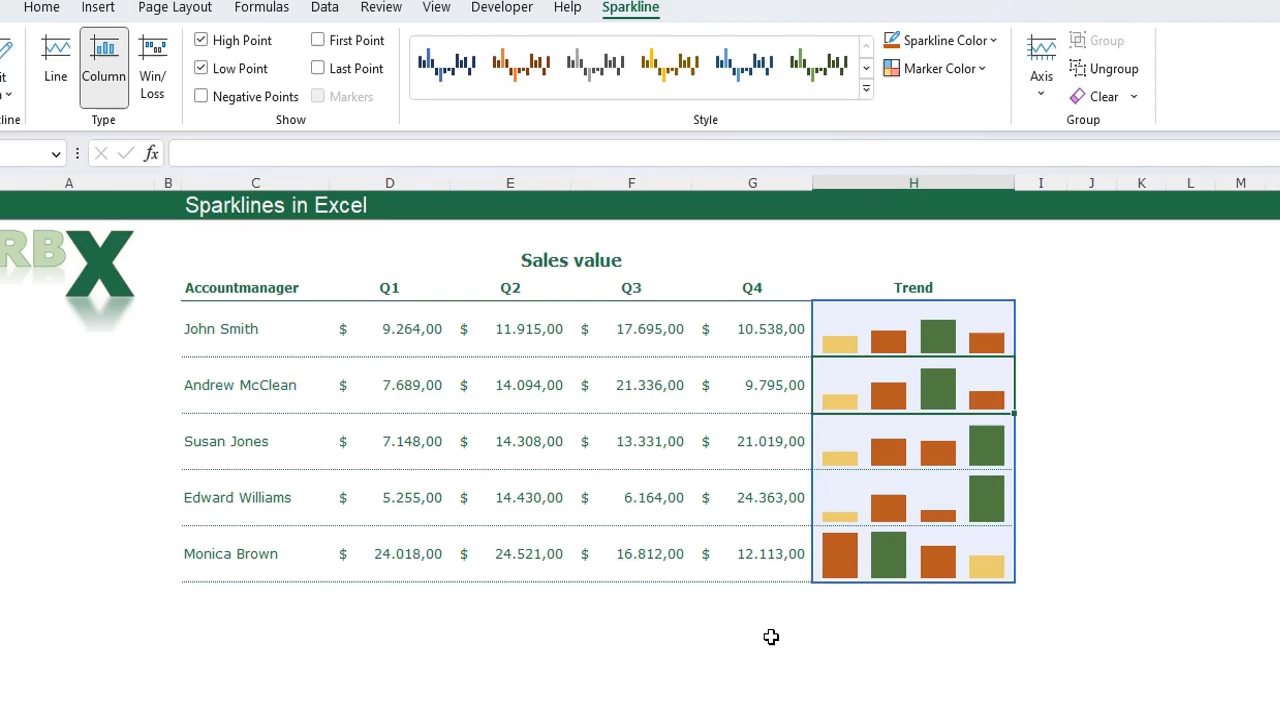 Home Insert Page Layout Formulas Data Review View Developer Help Sparkline
Line
Column
Win/
Loss
Type
High Point
First Point
Low Point
Last Point
Negative Points
Markers
Show
Style
Sparkline Color
Marker Color
Axis
Group
Ungroup
Clear
Group
fx
A B C D E F G H I J K L M
Sparklines in Excel
RBX
Sales value
Accountmanager Q1 Q2 Q3 Q4 Trend
John Smith $ 9.264,00 $ 11.915,00 $ 17.695,00 $ 10.538,00
Andrew McClean $ 7.689,00 $ 14.094,00 $ 21.336,00 $ 9.795,00
Susan Jones $ 7.148,00 $ 14.308,00 $ 13.331,00 $ 21.019,00
Edward Williams $ 5.255,00 $ 14.430,00 $ 6.164,00 $ 24.363,00
Monica Brown $ 24.018,00 $ 24.521,00 $ 16.812,00 $ 12.113,00